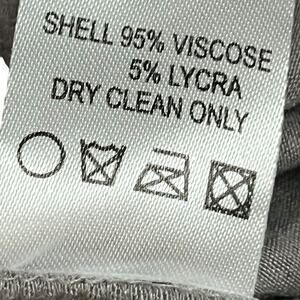 SHELL 95% VISCOSE
5% LYCRA
DRY CLEAN ONLY